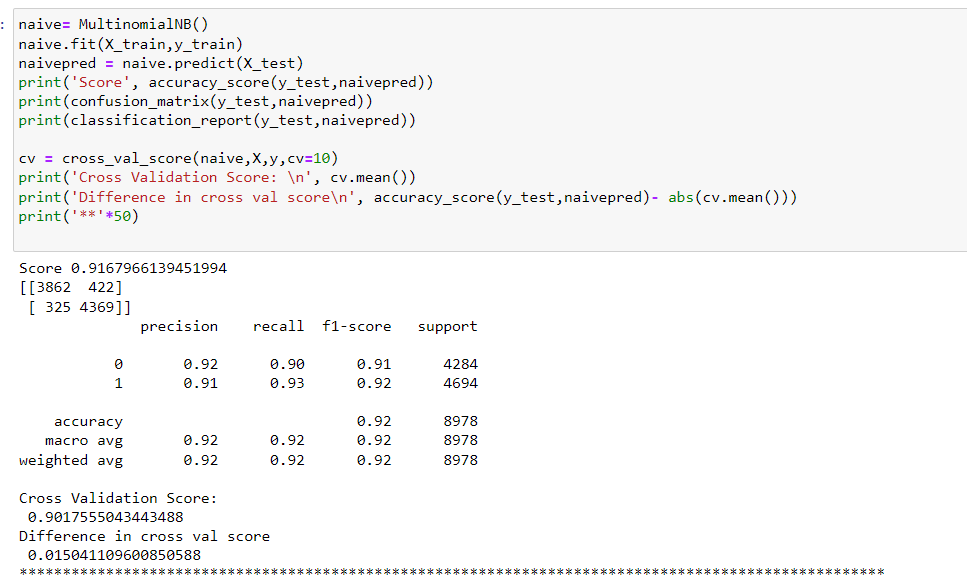 :
naive= MultinomialNB()
naive.fit(X_train,y_train)
naivepred = naive.predict(X_test)
print('Score', accuracy_score(y_test,naivepred))
print(confusion_matrix(y_test,naivepred))
print(classification_report(y_test,naivepred))

cv = cross_val_score(naive,X,y,cv=10)
print('Cross Validation Score: \n', cv.mean())
print('Difference in cross val score\n', accuracy_score(y_test,naivepred)- abs(cv.mean()))
print('**'*50)

Score 0.9167966139451994
[[3862  422]
 [ 325 4369]]
              precision    recall  f1-score   support

           0       0.92      0.90      0.91      4284
           1       0.91      0.93      0.92      4694

    accuracy                           0.92      8978
   macro avg       0.92      0.92      0.92      8978
weighted avg       0.92      0.92      0.92      8978

Cross Validation Score:
 0.9017555043443488
Difference in cross val score
 0.015041109600850588
****************************************************************************************************